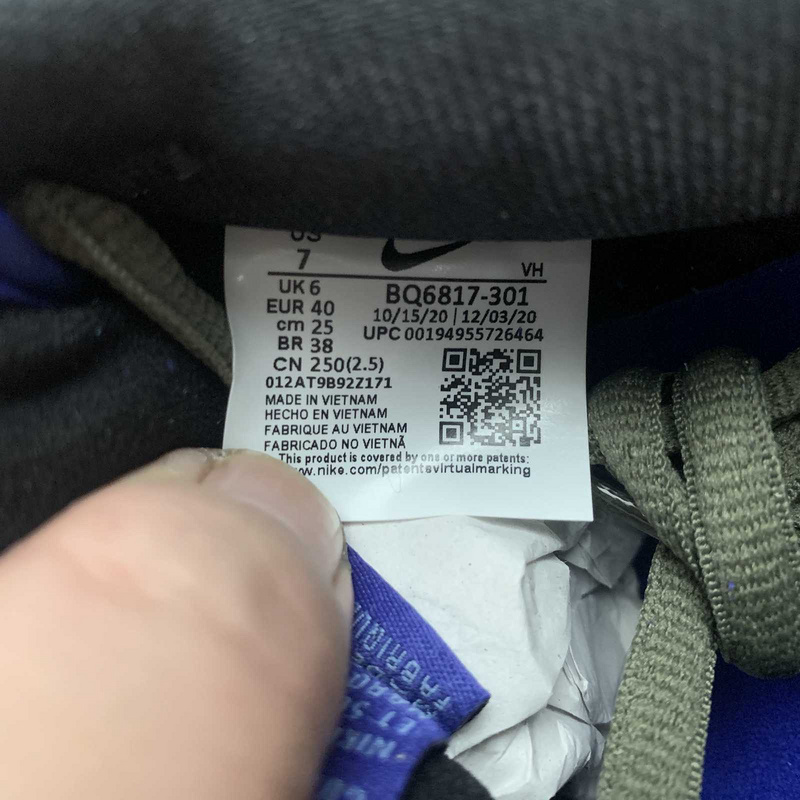 US
7
VH
UK 6
EUR 40
cm 25
BR 38
CN 250(2.5)
BQ6817-301
10/15/20 | 12/03/20
UPC 00194955726464
012AT9B92Z171
MADE IN VIETNAM
HECHO EN VIETNAM
FABRIQUE AU VIETNAM
FABRICADO NO VIETNÃ
This product is covered by one or more patents:
www.nike.com/patentsvirtualmarking